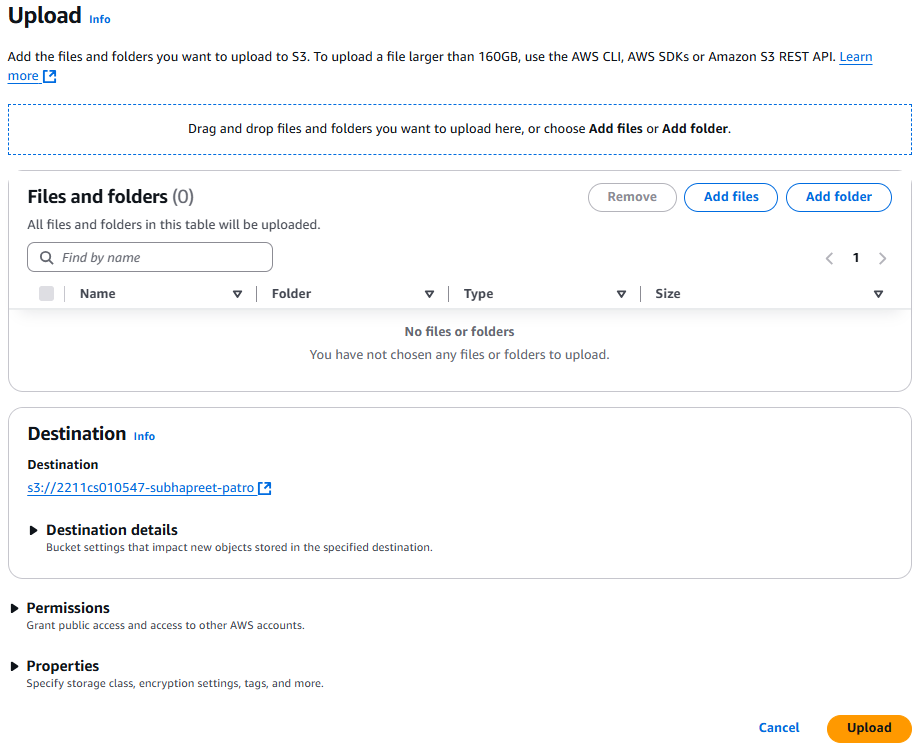 Upload Info
Add the files and folders you want to upload to S3. To upload a file larger than 160GB, use the AWS CLI, AWS SDKs or Amazon S3 REST API. Learn
more
Drag and drop files and folders you want to upload here, or choose Add files or Add folder.
Files and folders (0)
Remove
Add files
Add folder
All files and folders in this table will be uploaded.
Find by name
1
Name
Folder
Type
Size
No files or folders
You have not chosen any files or folders to upload.
Destination Info
Destination
s3://2211cs010547-subhapreet-patro
Destination details
Bucket settings that impact new objects stored in the specified destination.
Permissions
Grant public access and access to other AWS accounts.
Properties
Specify storage class, encryption settings, tags, and more.
Cancel
Upload